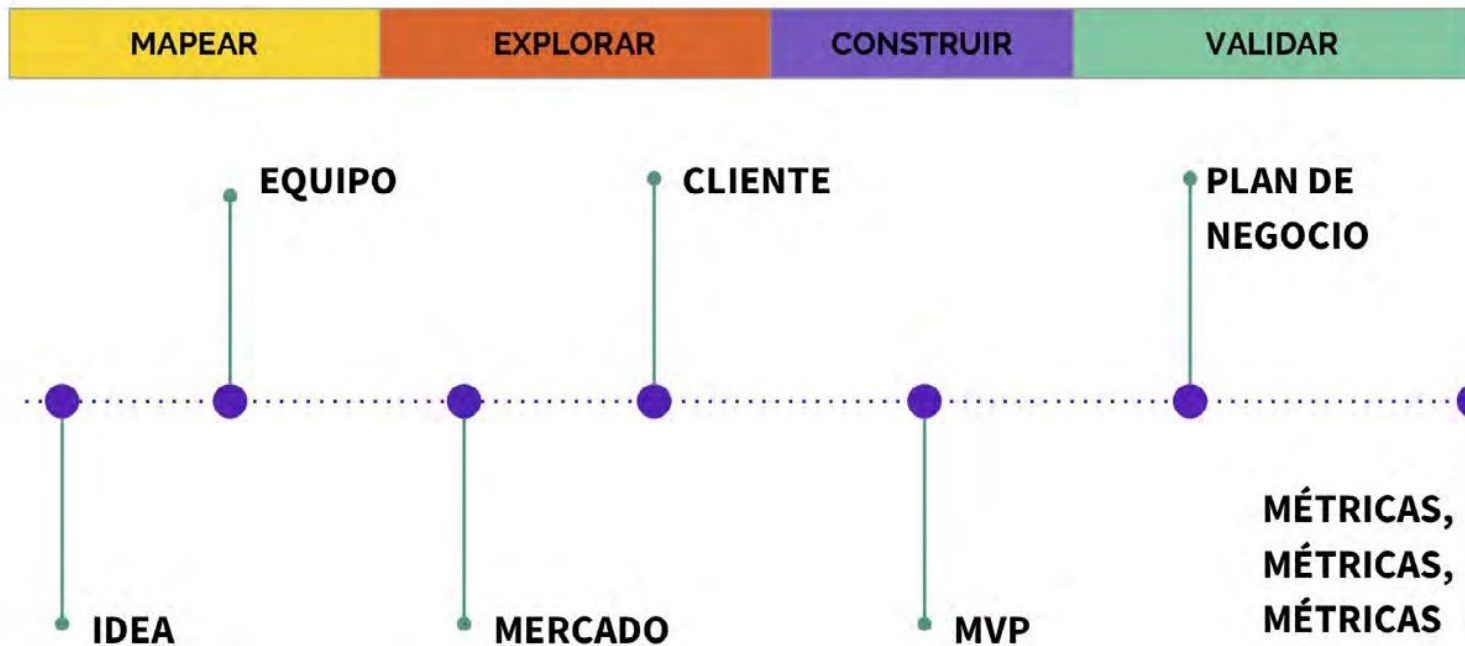 MAPEAR
EXPLORAR
CONSTRUIR
VALIDAR
EQUIPO
CLIENTE
PLAN DE
NEGOCIO
MÉTRICAS,
MÉTRICAS,
MÉTRICAS
IDEA
MERCADO
MVP